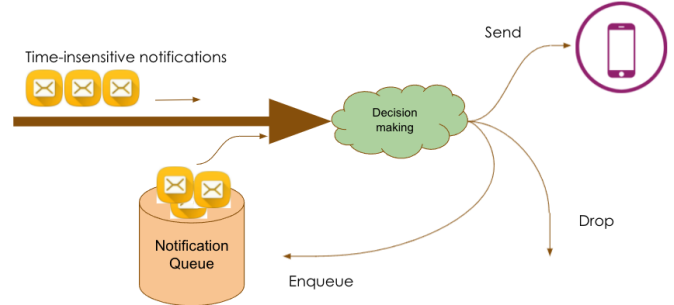 Send
Time-insensitive notifications
Decision
making
Drop
Notification
Queue
Enqueue